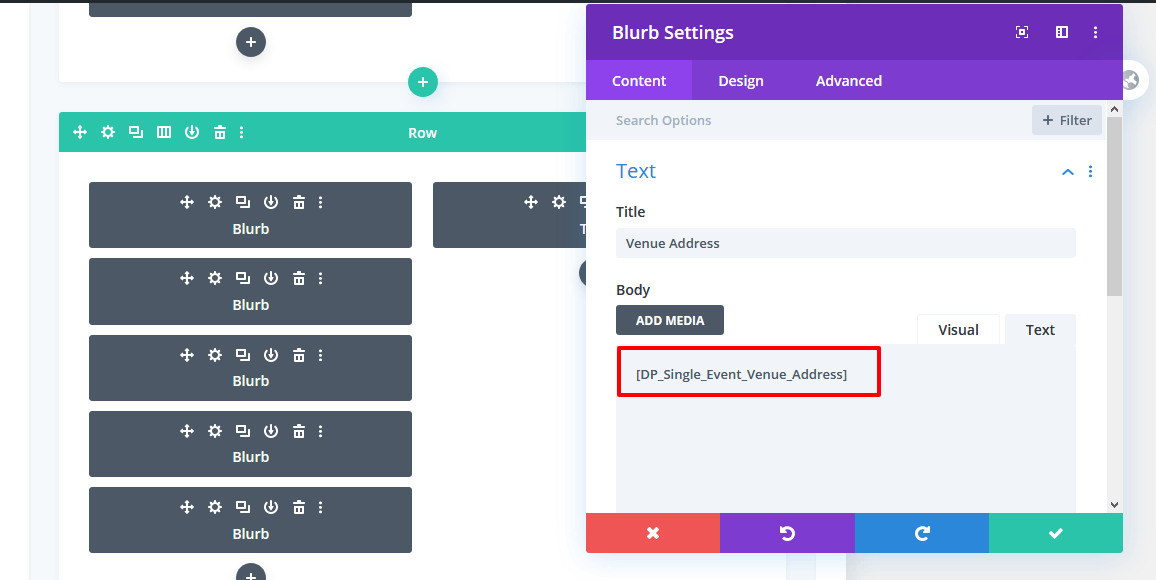 Row
Blurb
T
Blurb
Blurb
Blurb
Blurb
Blurb Settings
Content Design Advanced
Search Options + Filter
Text
Title
Venue Address
Body
ADD MEDIA
Visual Text
[DP_Single_Event_Venue_Address]